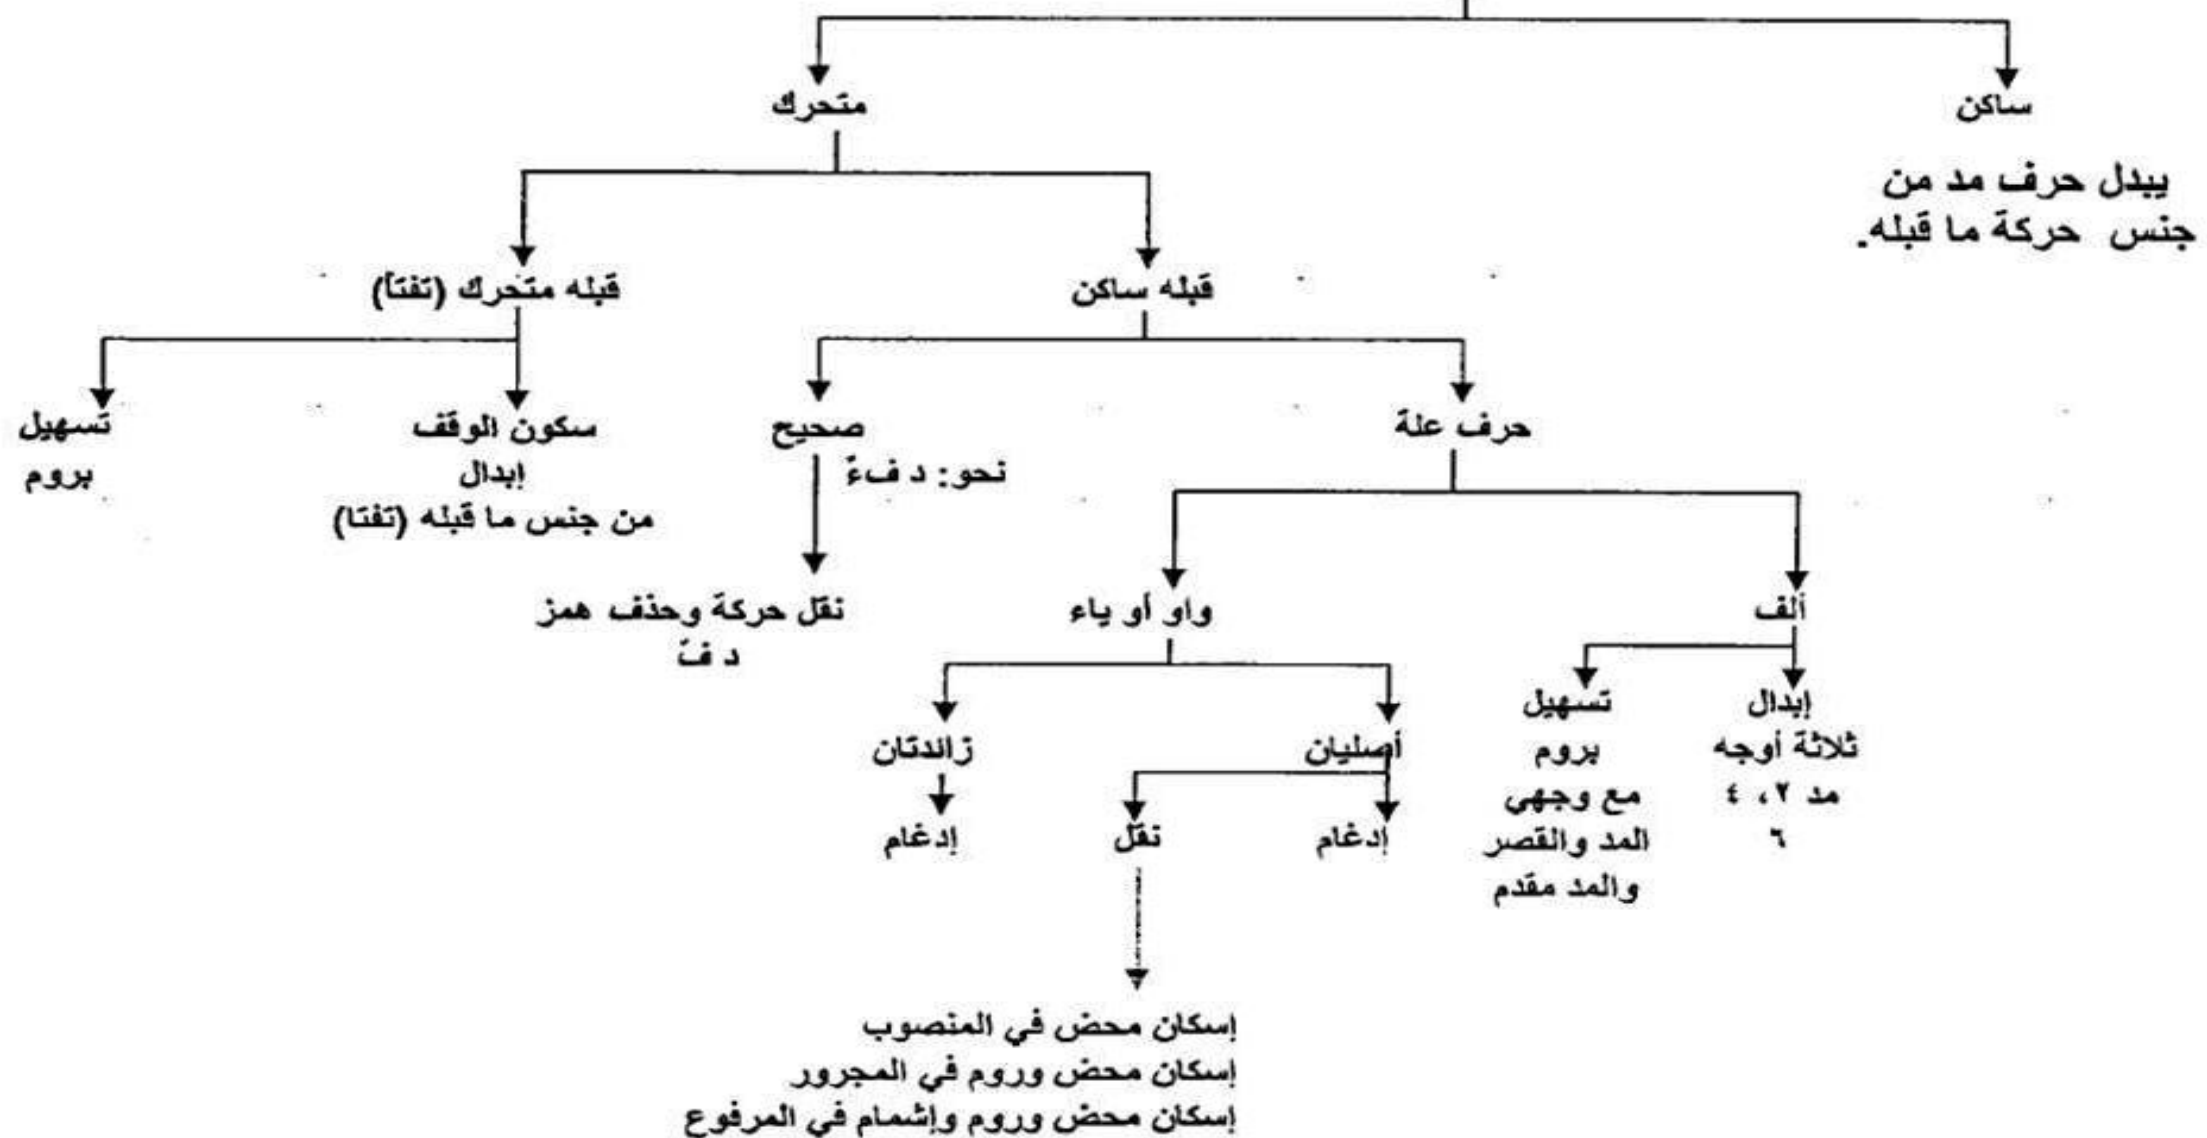 ساكن
يبدل حرف مد من
جنس حركة ما قبله.
متحرك
قبله ساكن
قبله متحرك (تفتأ)
حرف علة
صحيح
نحو: د فءٌ
سكون الوقف
إبدال
من جنس ما قبله (تفتا)
تسهيل
بروم
ألف
واو أو ياء
نقل حركة وحذف همز
د فٌ
إبدال
ثلاثة أوجه
مد ٢، ٤
٦
تسهيل
بروم
مع وجهي
المد والقصر
والمد مقدم
أصليان
زائدتان
إدغام
نقل
إدغام
إسكان محض في المنصوب
إسكان محض وروم في المجرور
إسكان محض وروم وإشمام في المرفوع